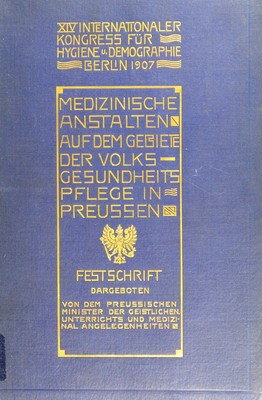 XIV INTERNATIONALER
KONGRESS FÜR
HYGIENE u. DEMOGRAPHIE
BERLIN 1907
MEDIZINISCHE
ANSTALTEN
AUF DEM GEBIETE
DER VOLKS-
GESUNDHEITS
PFLEGE IN
PREUSSEN
FESTSCHRIFT
DARGEBOTEN
VON DEM PREUSSISCHEN
MINISTER DER GEISTLICHEN,
UNTERRICHTS UND MEDIZI-
NAL ANGELEGENHEITEN